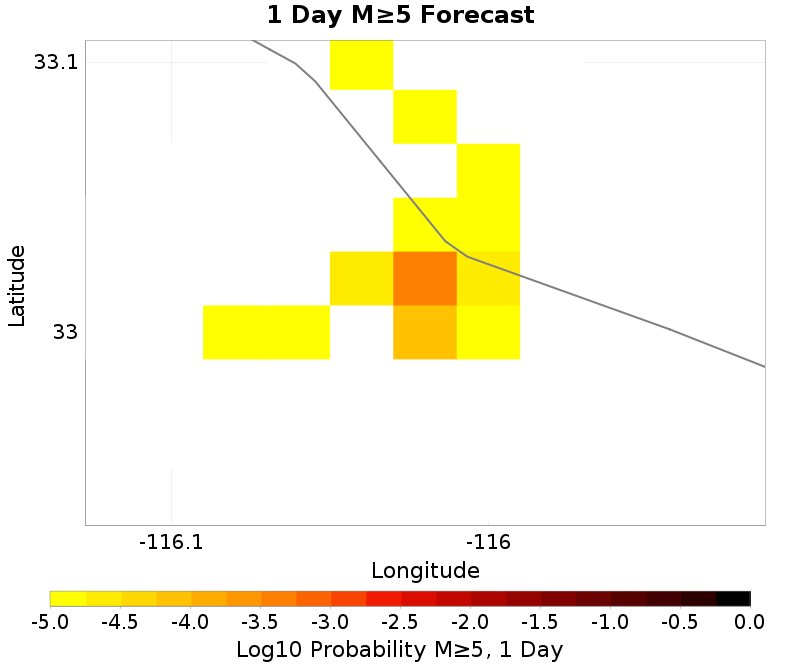 1 Day M≥5 Forecast
33.1
33
Latitude
-116.1 -116
Longitude
-5.0 -4.5 -4.0 -3.5 -3.0 -2.5 -2.0 -1.5 -1.0 -0.5 0.0
Log10 Probability M≥5, 1 Day